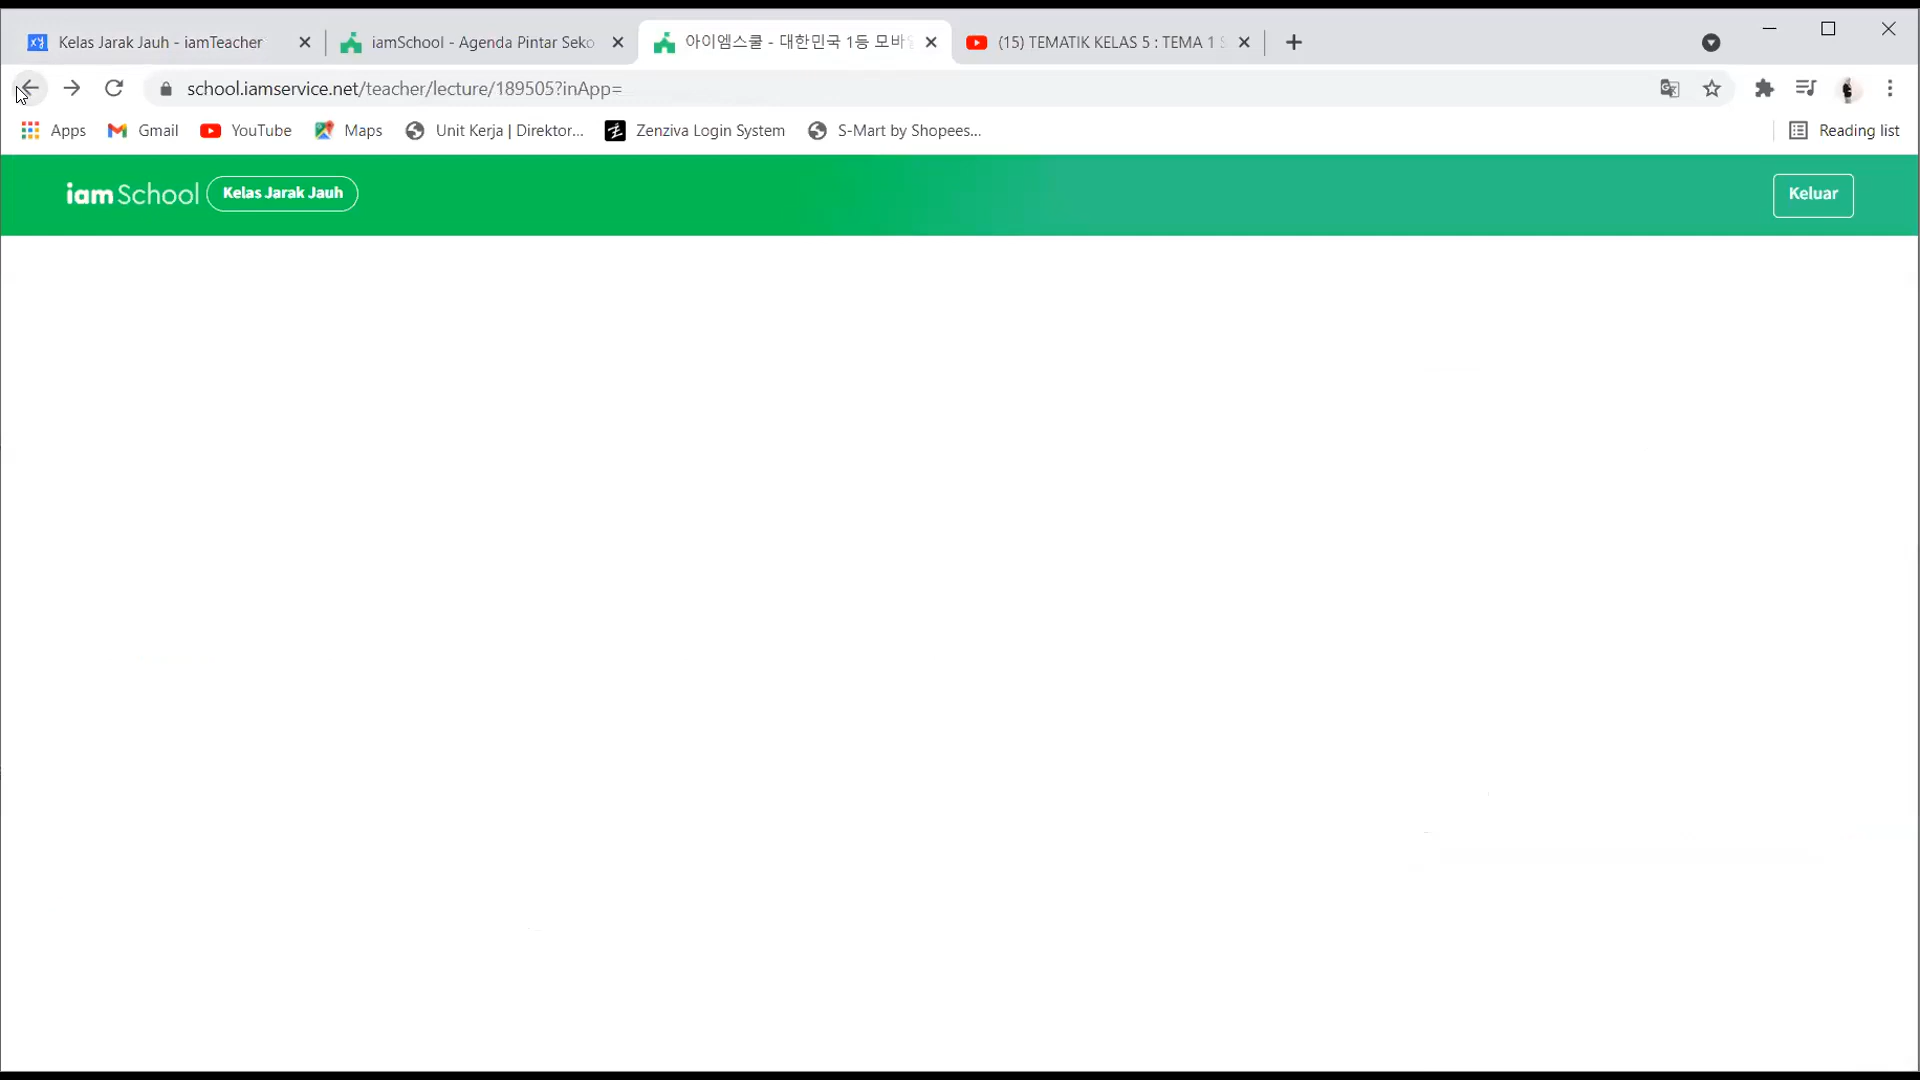 Kelas Jarak Jauh - iamTeacher
iamSchool - Agenda Pintar Seko
아이엠스쿨 - 대한민국 1등 모바
(15) TEMATIK KELAS 5 : TEMA 1
school.iamservice.net/teacher/lecture/189505?inApp=
Apps
Gmail
YouTube
Maps
Unit Kerja | Direktor...
Zenziva Login System
S-Mart by Shopees...
Reading list
iamSchool
Kelas Jarak Jauh
Keluar